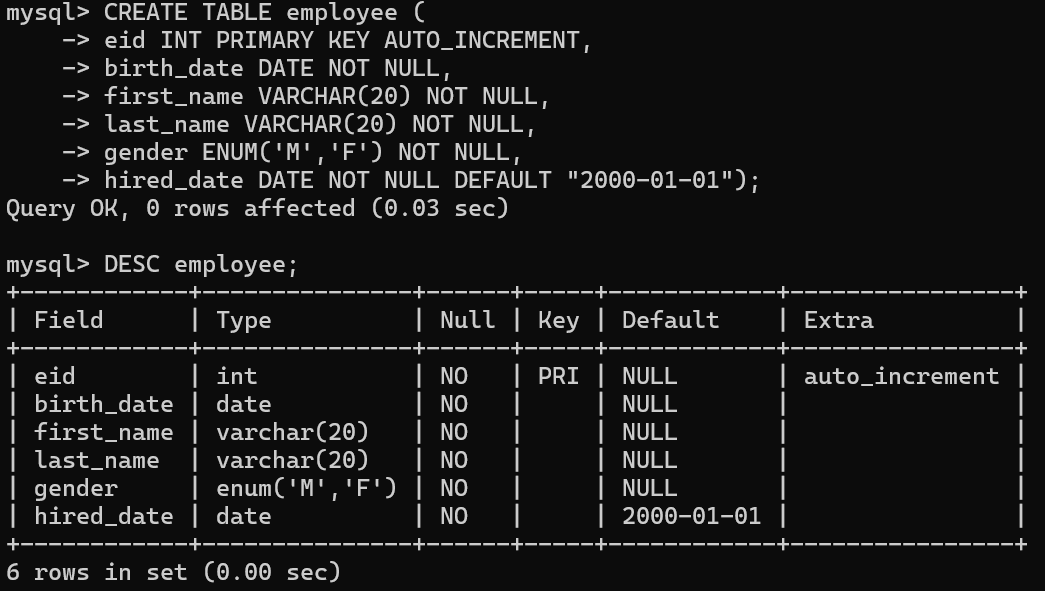 mysql> CREATE TABLE employee (
    -> eid INT PRIMARY KEY AUTO_INCREMENT,
    -> birth_date DATE NOT NULL,
    -> first_name VARCHAR(20) NOT NULL,
    -> last_name VARCHAR(20) NOT NULL,
    -> gender ENUM('M','F') NOT NULL,
    -> hired_date DATE NOT NULL DEFAULT "2000-01-01");
Query OK, 0 rows affected (0.03 sec)

mysql> DESC employee;
+------------+---------------+------+-----+------------+----------------+
| Field      | Type          | Null | Key | Default    | Extra          |
+------------+---------------+------+-----+------------+----------------+
| eid        | int           | NO   | PRI | NULL       | auto_increment |
| birth_date | date          | NO   |     | NULL       |                |
| first_name | varchar(20)   | NO   |     | NULL       |                |
| last_name  | varchar(20)   | NO   |     | NULL       |                |
| gender     | enum('M','F') | NO   |     | NULL       |                |
| hired_date | date          | NO   |     | 2000-01-01 |                |
+------------+---------------+------+-----+------------+----------------+
6 rows in set (0.00 sec)